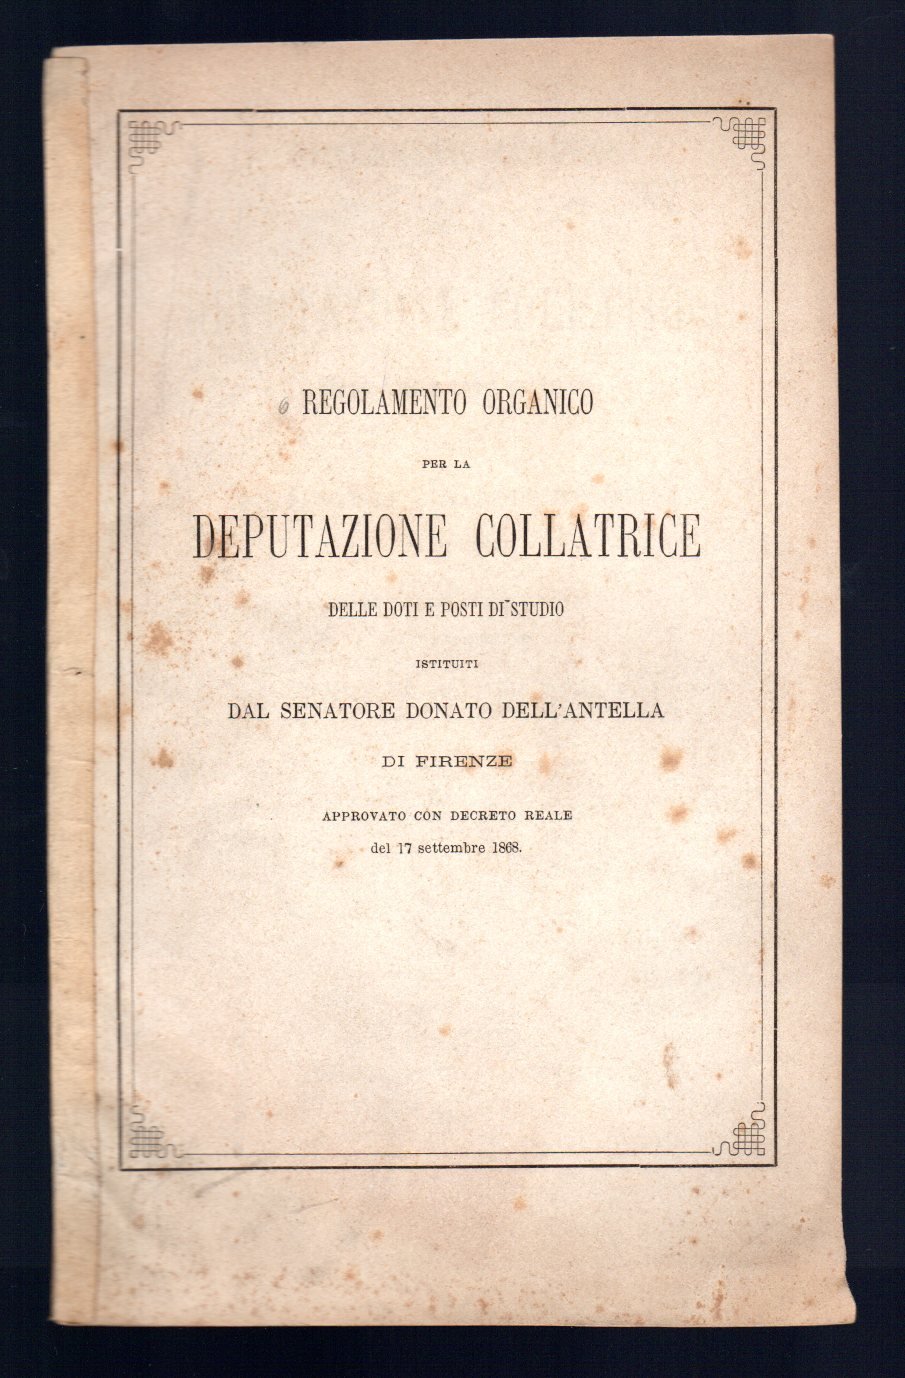 6 REGOLAMENTO ORGANICO
PER LA
DEPUTAZIONE COLLATRICE
DELLE DOTI E POSTI DI STUDIO
ISTITUITI
DAL SENATORE DONATO DELL'ANTELLA
DI FIRENZE
APPROVATO CON DECRETO REALE
del 17 settembre 1868.